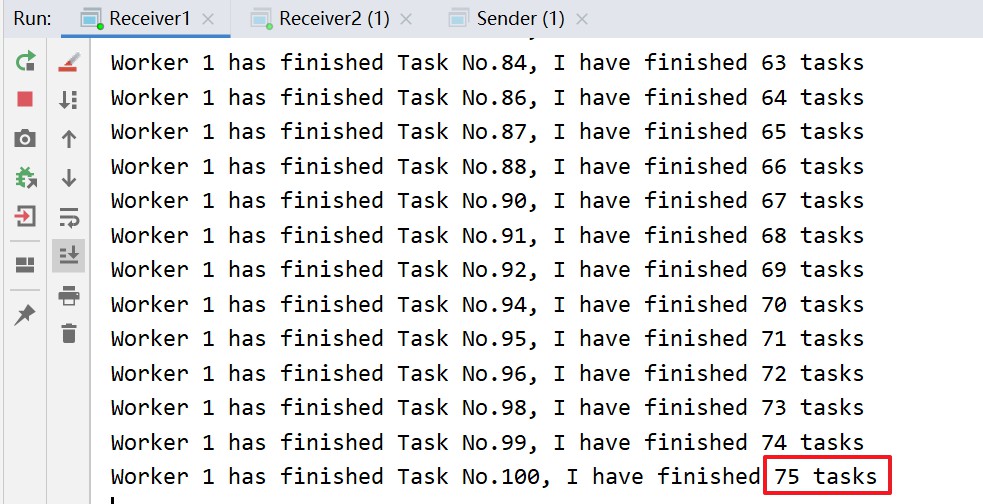 Run: Receiver1 Receiver2 (1) Sender (1)
Worker 1 has finished Task No.84, I have finished 63 tasks
Worker 1 has finished Task No.86, I have finished 64 tasks
Worker 1 has finished Task No.87, I have finished 65 tasks
Worker 1 has finished Task No.88, I have finished 66 tasks
Worker 1 has finished Task No.90, I have finished 67 tasks
Worker 1 has finished Task No.91, I have finished 68 tasks
Worker 1 has finished Task No.92, I have finished 69 tasks
Worker 1 has finished Task No.94, I have finished 70 tasks
Worker 1 has finished Task No.95, I have finished 71 tasks
Worker 1 has finished Task No.96, I have finished 72 tasks
Worker 1 has finished Task No.98, I have finished 73 tasks
Worker 1 has finished Task No.99, I have finished 74 tasks
Worker 1 has finished Task No.100, I have finished 75 tasks